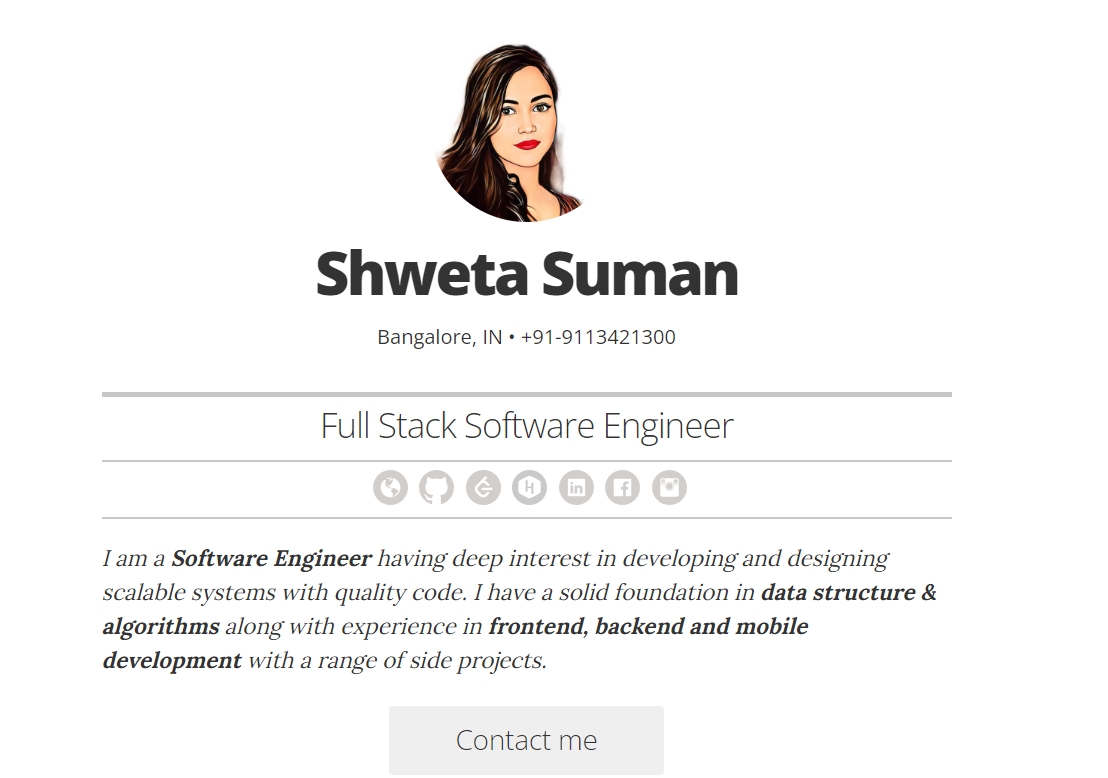 Shweta Suman
Bangalore, IN • +91-9113421300
Full Stack Software Engineer
I am a Software Engineer having deep interest in developing and designing
scalable systems with quality code. I have a solid foundation in data structure &
algorithms along with experience in frontend, backend and mobile
development with a range of side projects.
Contact me